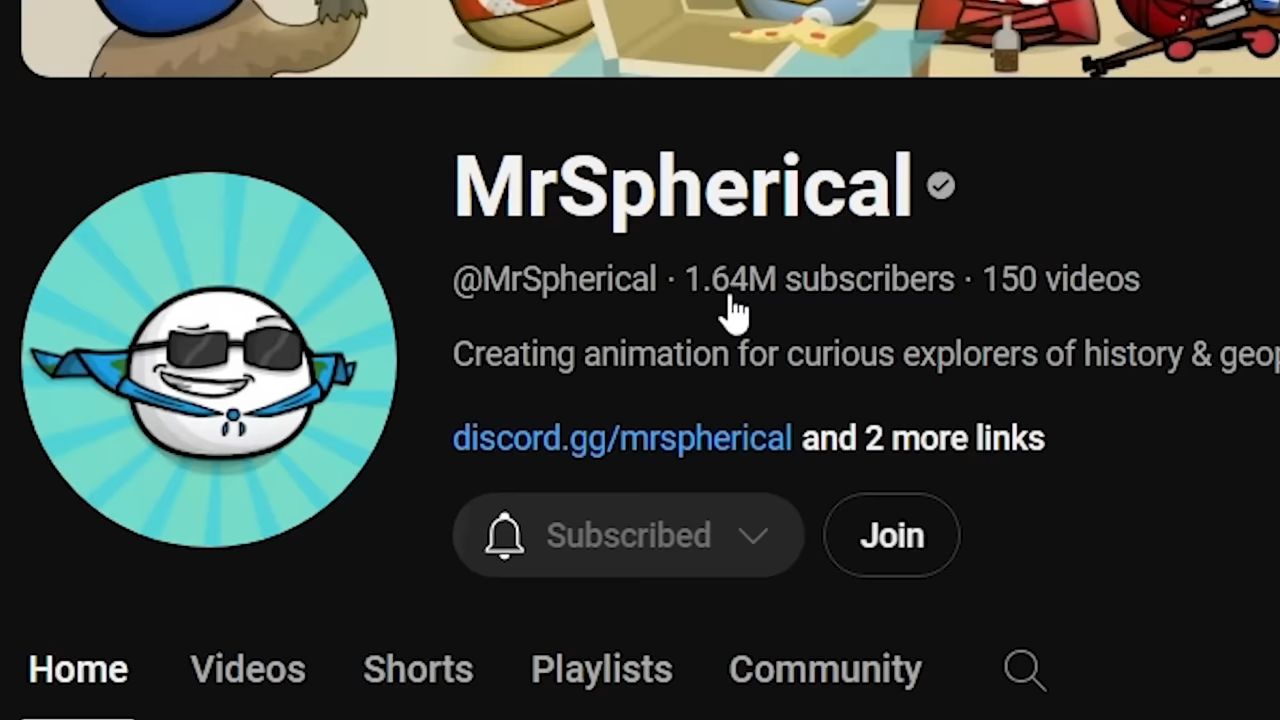 MrSpherical
@MrSpherical · 1.64M subscribers · 150 videos
Creating animation for curious explorers of history &
discord.gg/mrspherical and 2 more links
Subscribed Join
Home Videos Shorts Playlists Community